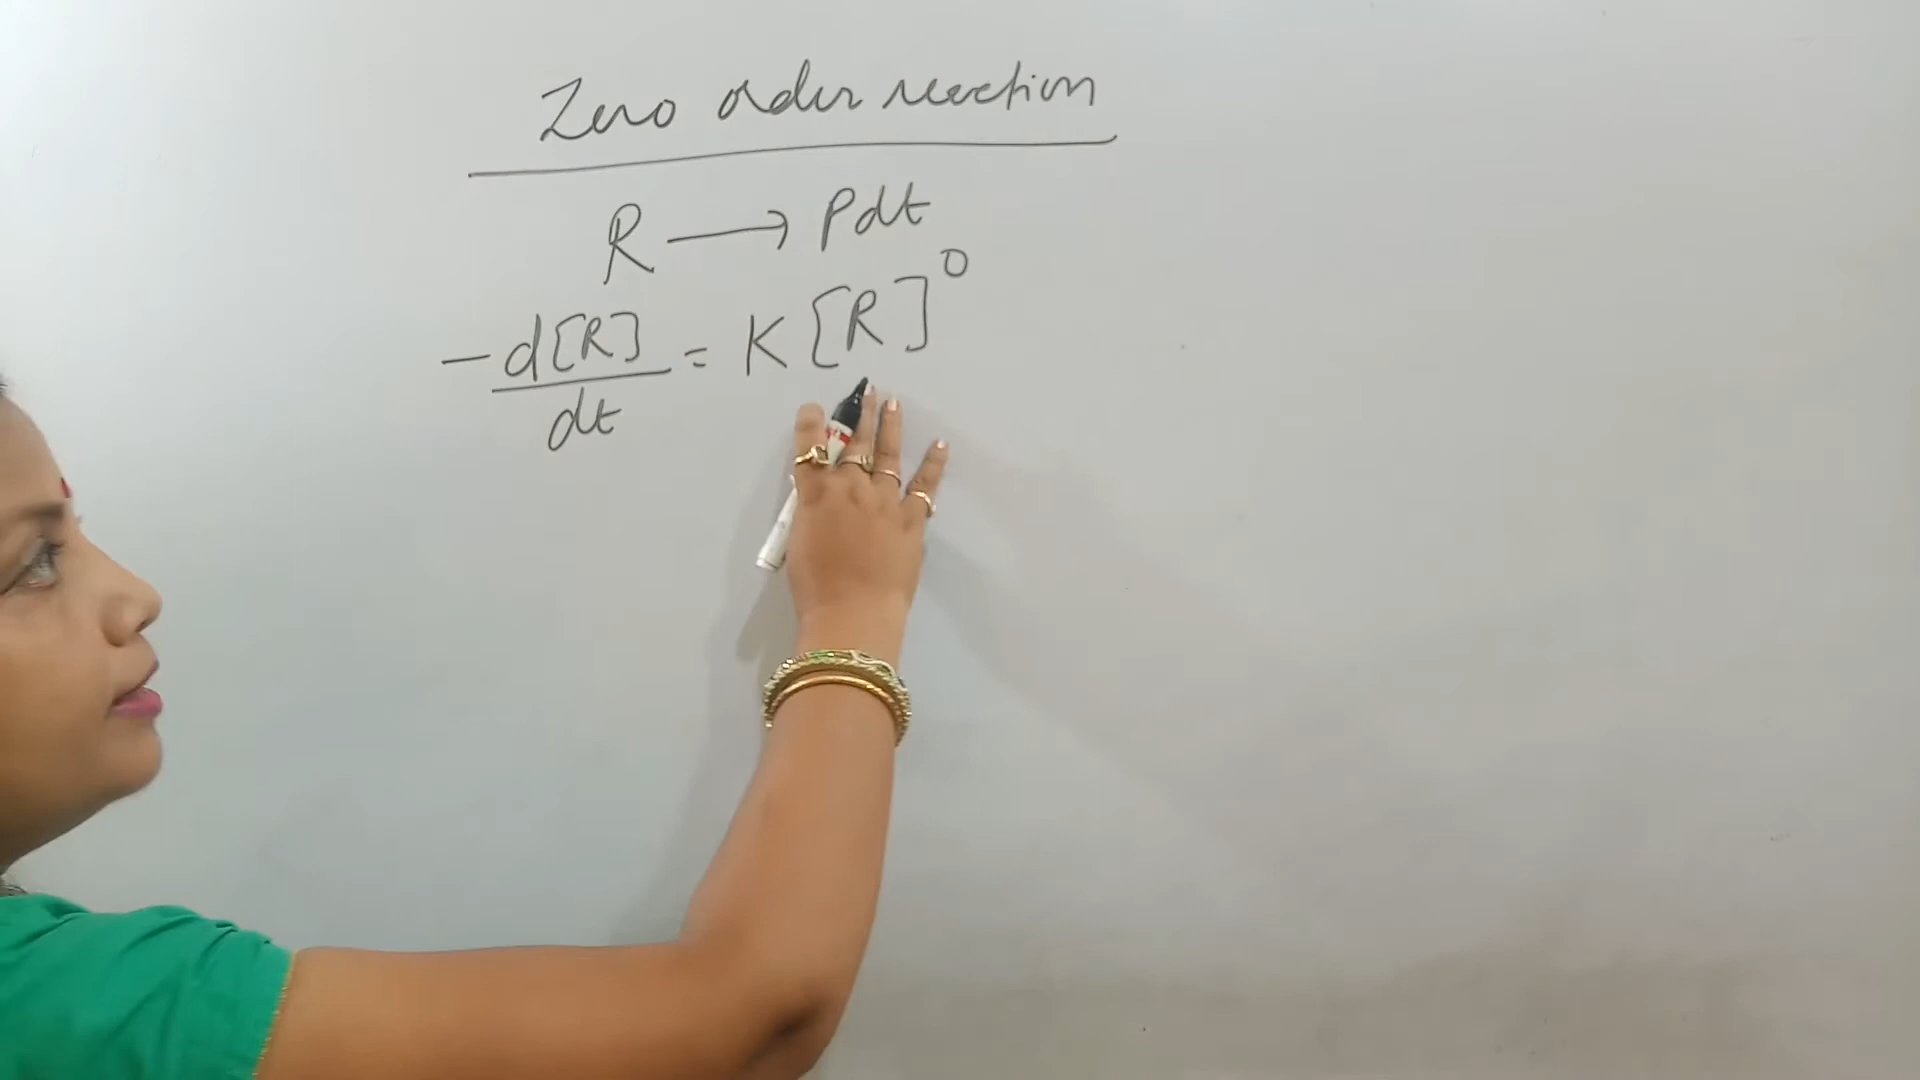 Zero order reaction
R ⟶ Pdt
-d[R]/dt = K[R]⁰